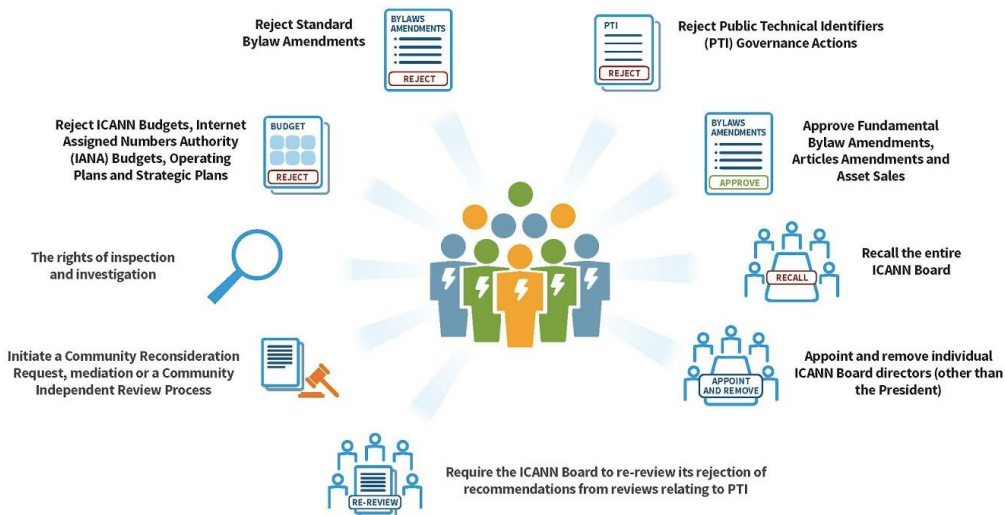 Reject Standard
Bylaw Amendments
BYLAWS
AMENDMENTS
REJECT
PTI
REJECT
Reject Public Technical Identifiers
(PTI) Governance Actions
Reject ICANN Budgets, Internet
Assigned Numbers Authority
(IANA) Budgets, Operating
Plans and Strategic Plans
BUDGET
REJECT
BYLAWS
AMENDMENTS
APPROVE
Approve Fundamental
Bylaw Amendments,
Articles Amendments and
Asset Sales
The rights of inspection
and investigation
RECALL
Recall the entire
ICANN Board
Initiate a Community Reconsideration
Request, mediation or a Community
Independent Review Process
APPOINT
AND REMOVE
Appoint and remove individual
ICANN Board directors (other than
the President)
RE-REVIEW
Require the ICANN Board to re-review its rejection of
recommendations from reviews relating to PTI